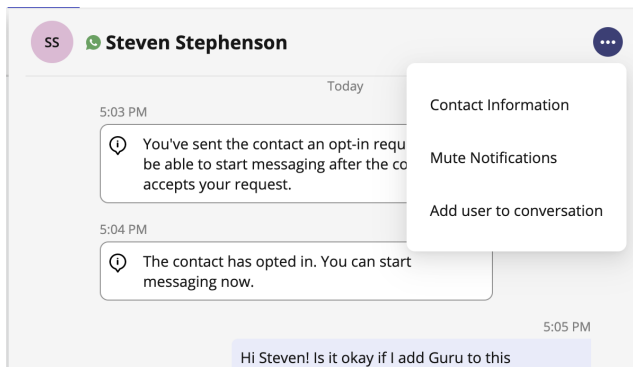 SS
Steven Stephenson
Today
Contact Information
Mute Notifications
Add user to conversation
5:03 PM
You've sent the contact an opt-in requ
be able to start messaging after the co
accepts your request.
5:04 PM
The contact has opted in. You can start
messaging now.
5:05 PM
Hi Steven! Is it okay if I add Guru to this